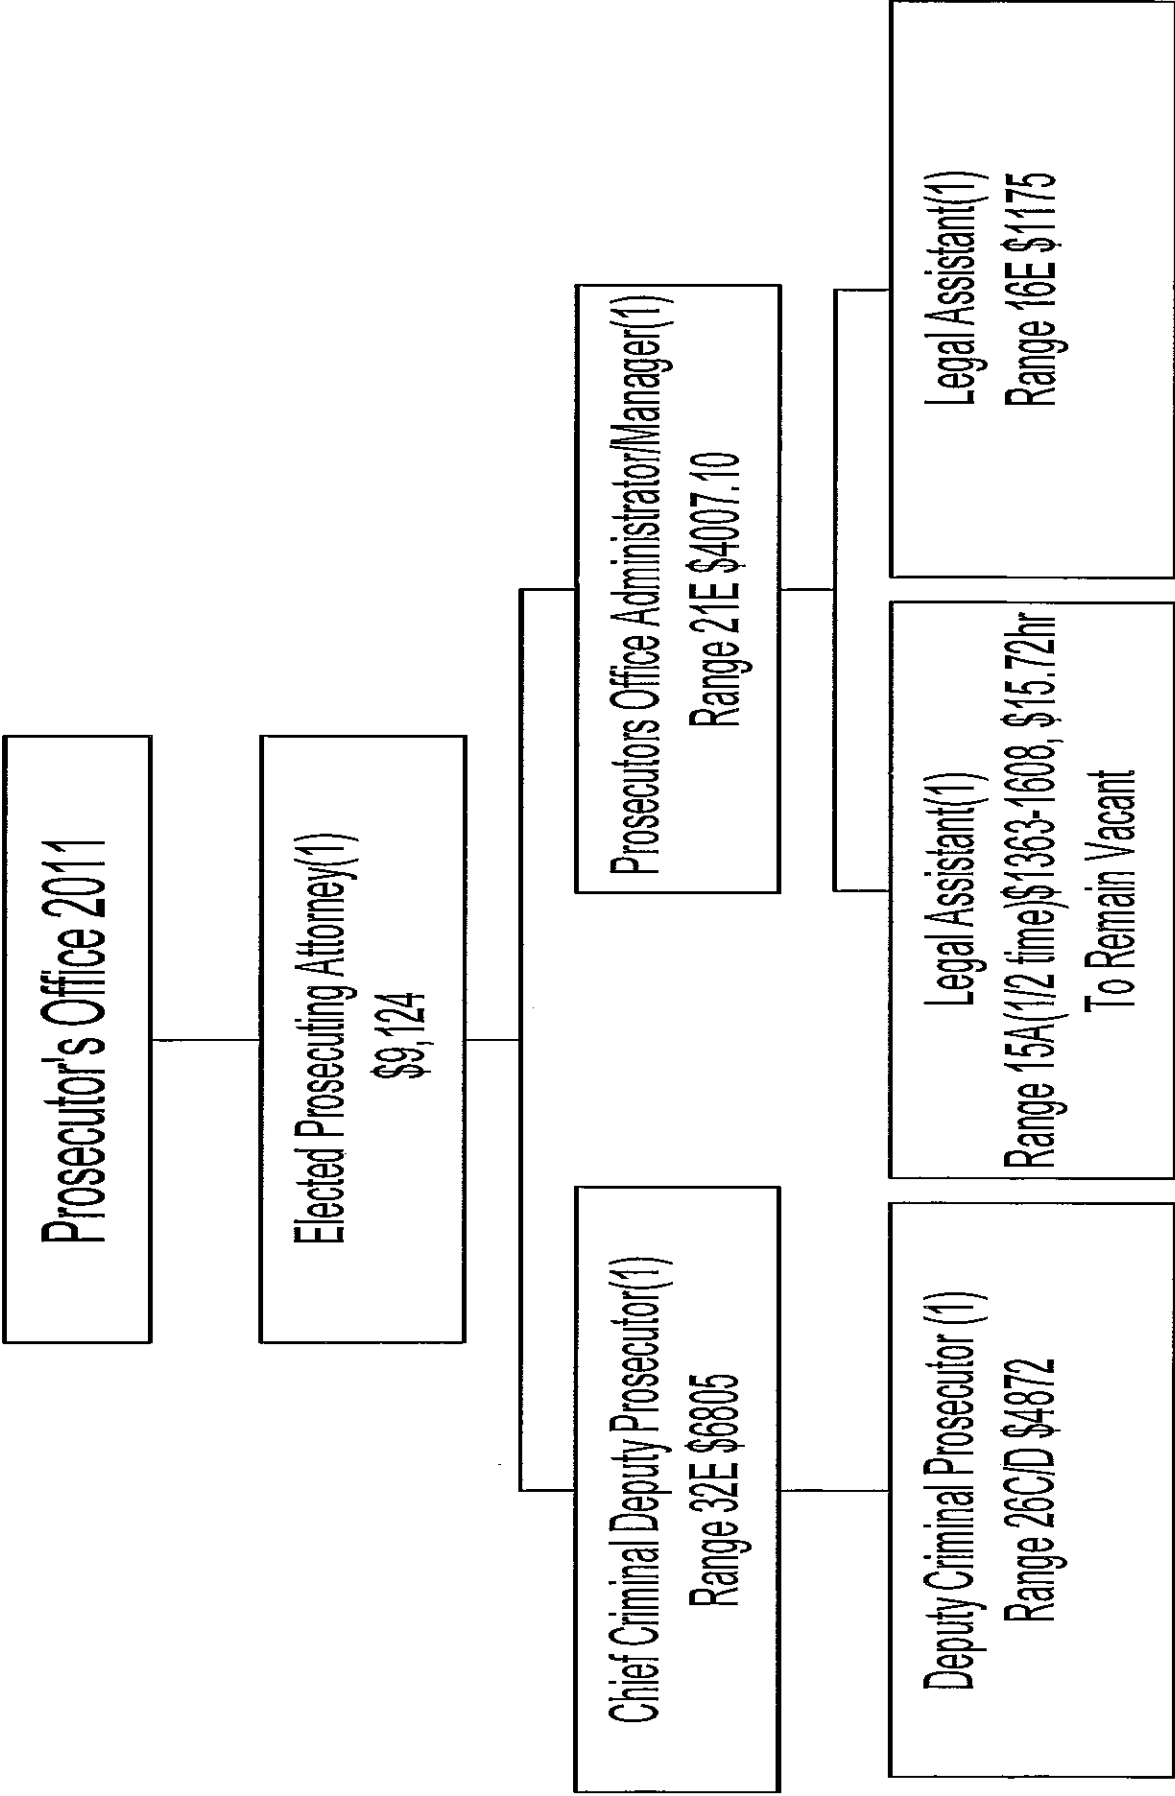 Prosecutor's Office 2011
Elected Prosecuting Attorney(1)
$9,124
Chief Criminal Deputy Prosecutor(1)
Range 32E $6805
Prosecutors Office Administrator/Manager(1)
Range 21E $4007.10
Deputy Criminal Prosecutor (1)
Range 26C/D $4872
Legal Assistant(1)
Range 15A(1/2 time)$1363-1608, $15.72hr
To Remain Vacant
Legal Assistant(1)
Range 16E $1175